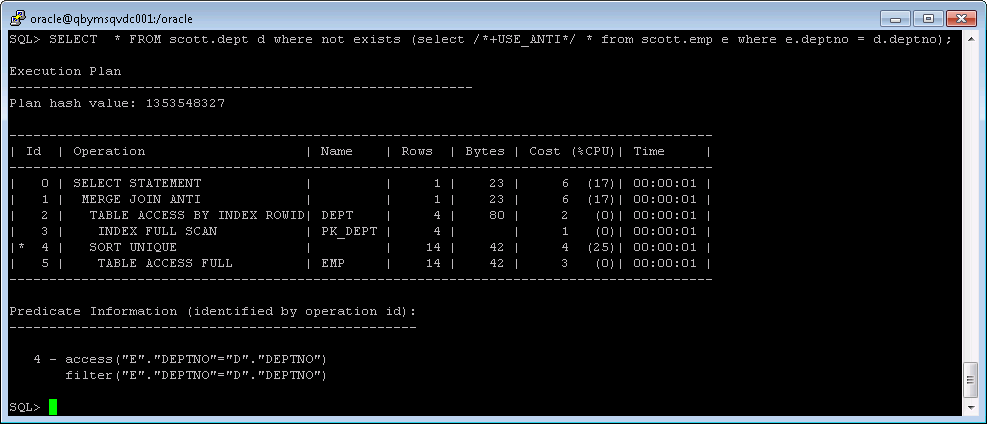 oracle@qbymsqvdc001:/oracle
SQL> SELECT  * FROM scott.dept d where not exists (select /*+USE_ANTI*/ * from scott.emp e where e.deptno = d.deptno);
Execution Plan
----------------------------------------------------------
Plan hash value: 1353548327
----------------------------------------------------------------------------------------
| Id  | Operation                    | Name    | Rows  | Bytes | Cost (%CPU)| Time     |
----------------------------------------------------------------------------------------
|   0 | SELECT STATEMENT             |         |     1 |    23 |     6  (17)| 00:00:01 |
|   1 |  MERGE JOIN ANTI             |         |     1 |    23 |     6  (17)| 00:00:01 |
|   2 |   TABLE ACCESS BY INDEX ROWID| DEPT    |     4 |    80 |     2   (0)| 00:00:01 |
|   3 |    INDEX FULL SCAN           | PK_DEPT |     4 |       |     1   (0)| 00:00:01 |
|*  4 |   SORT UNIQUE                |         |    14 |    42 |     4  (25)| 00:00:01 |
|   5 |    TABLE ACCESS FULL         | EMP     |    14 |    42 |     3   (0)| 00:00:01 |
----------------------------------------------------------------------------------------
Predicate Information (identified by operation id):
---------------------------------------------------
   4 - access("E"."DEPTNO"="D"."DEPTNO")
       filter("E"."DEPTNO"="D"."DEPTNO")
SQL>